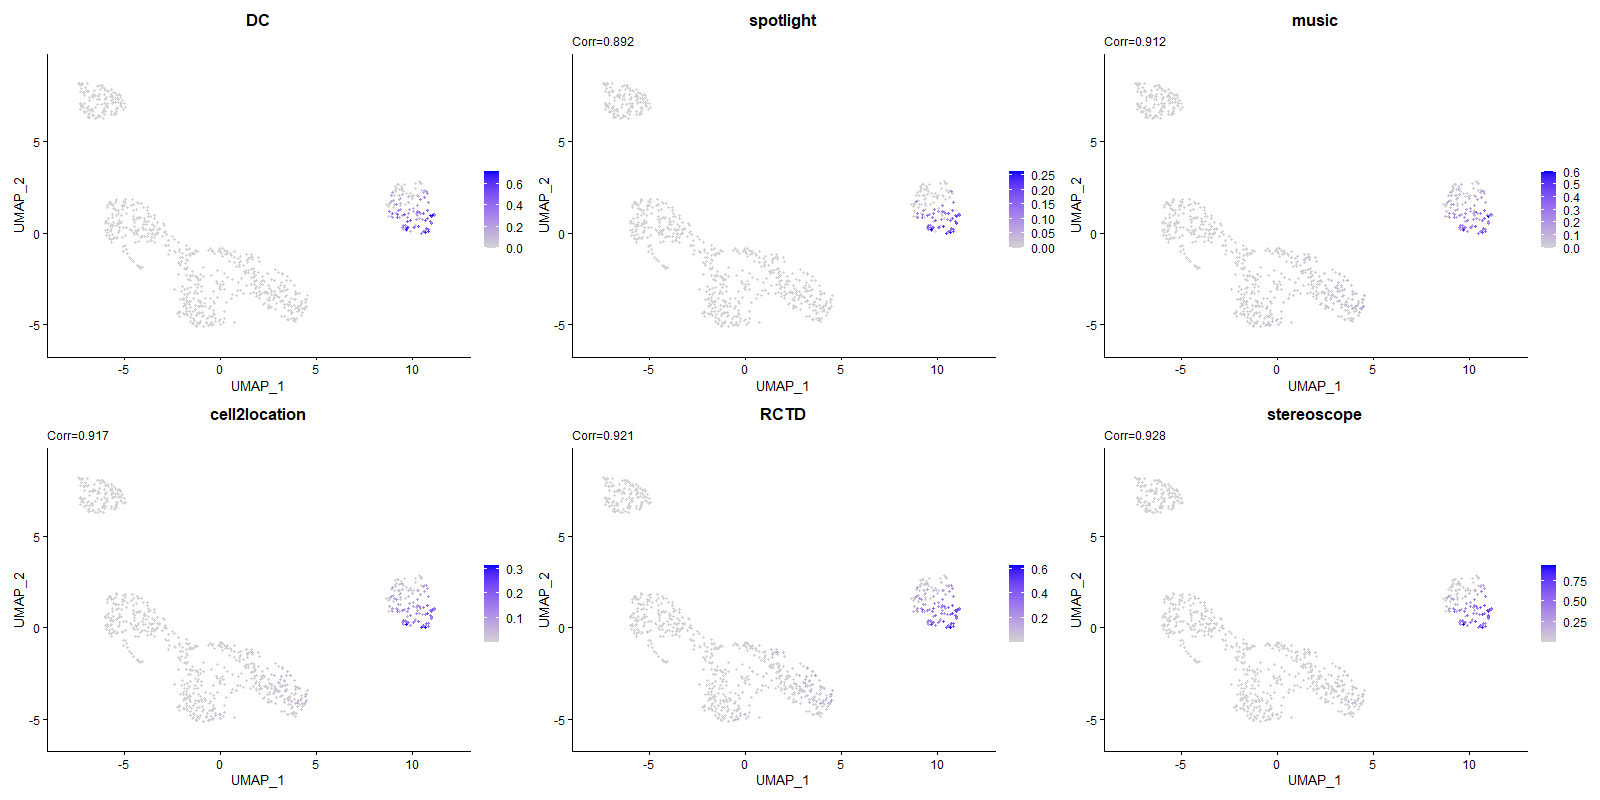 DC
UMAP_2
5
0
-5
-5
0
5
10
UMAP_1
0.6
0.4
0.2
0.0
spotlight
Corr=0.892
UMAP_2
5
0
-5
-5
0
5
10
UMAP_1
0.25
0.20
0.15
0.10
0.05
0.00
music
Corr=0.912
UMAP_2
5
0
-5
-5
0
5
10
UMAP_1
0.6
0.5
0.4
0.3
0.2
0.1
0.0
cell2location
Corr=0.917
UMAP_2
5
0
-5
-5
0
5
10
UMAP_1
0.3
0.2
0.1
RCTD
Corr=0.921
UMAP_2
5
0
-5
-5
0
5
10
UMAP_1
0.6
0.4
0.2
stereoscope
Corr=0.928
UMAP_2
5
0
-5
-5
0
5
10
UMAP_1
0.75
0.50
0.25